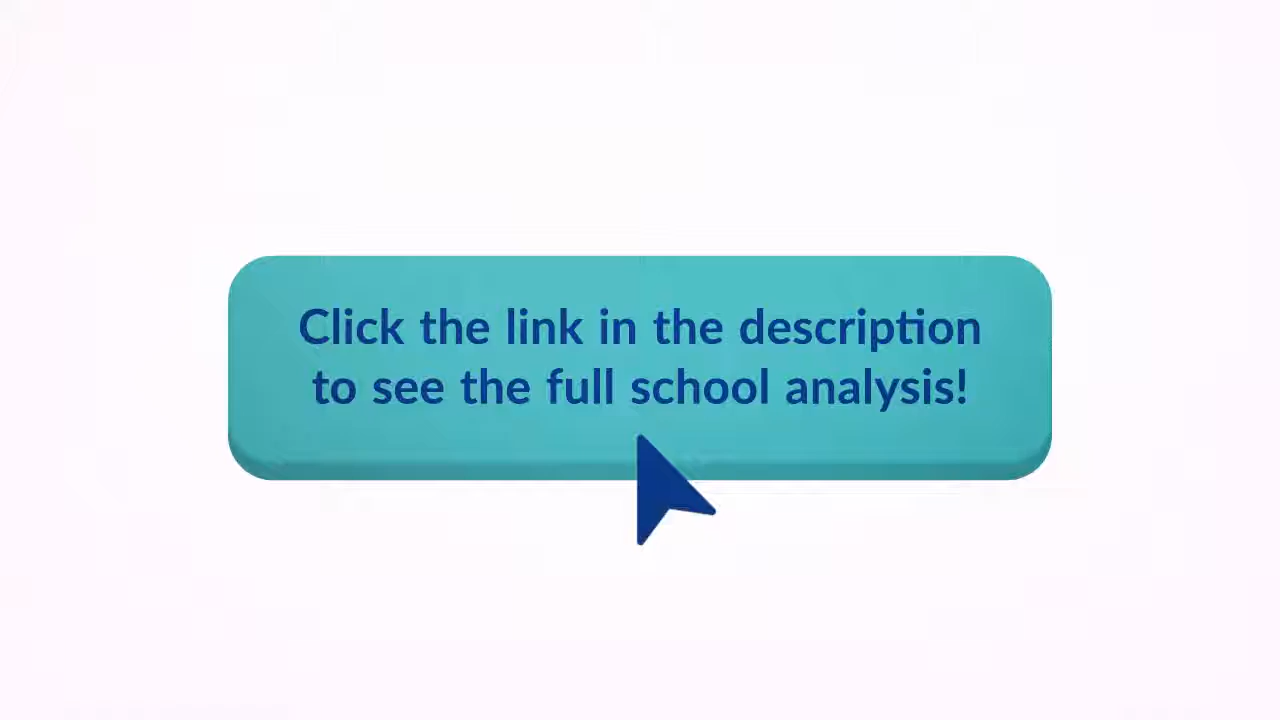 Click the link in the description
to see the full school analysis!